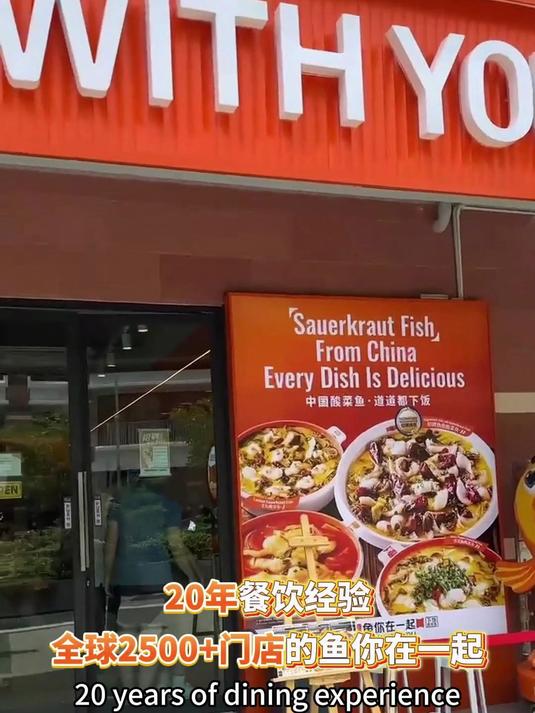 WITH YO
「Sauerkraut Fish」
From China
Every Dish Is Delicious
中国酸菜鱼·道道都下饭
OPEN
鱼你在一起
20年餐饮经验
全球2500+门店的鱼你在一起
20 years of dining experience